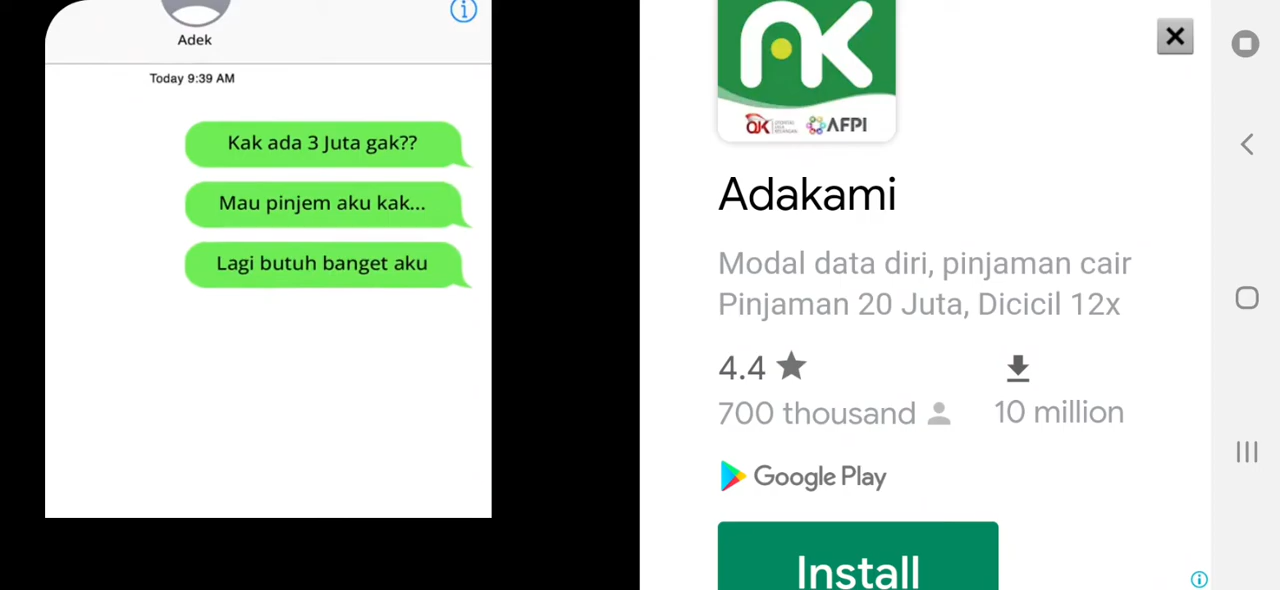 Adek
Today 9:39 AM
Kak ada 3 Juta gak??
Mau pinjem aku kak...
Lagi butuh banget aku
AK
AFPI
Adakami
Modal data diri, pinjaman cair
Pinjaman 20 Juta, Dicicil 12x
4.4
700 thousand
10 million
Google Play
Install